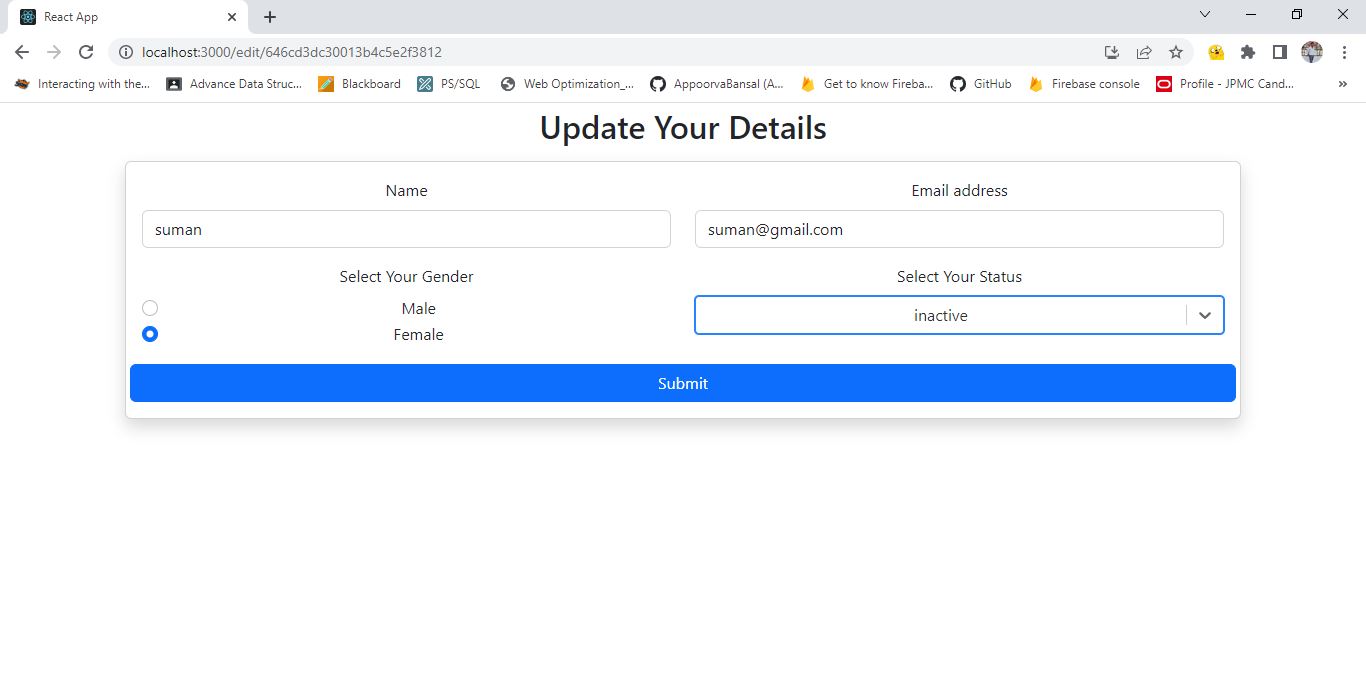 React App
localhost:3000/edit/646cd3dc30013b4c5e2f3812
Interacting with the... Advance Data Struc... Blackboard PS/SQL Web Optimization_... AppoorvaBansal (A... Get to know Fireba... GitHub Firebase console Profile - JPMC Cand... »
Update Your Details
Name Email address
suman suman@gmail.com
Select Your Gender Select Your Status
Male inactive
Female
Submit